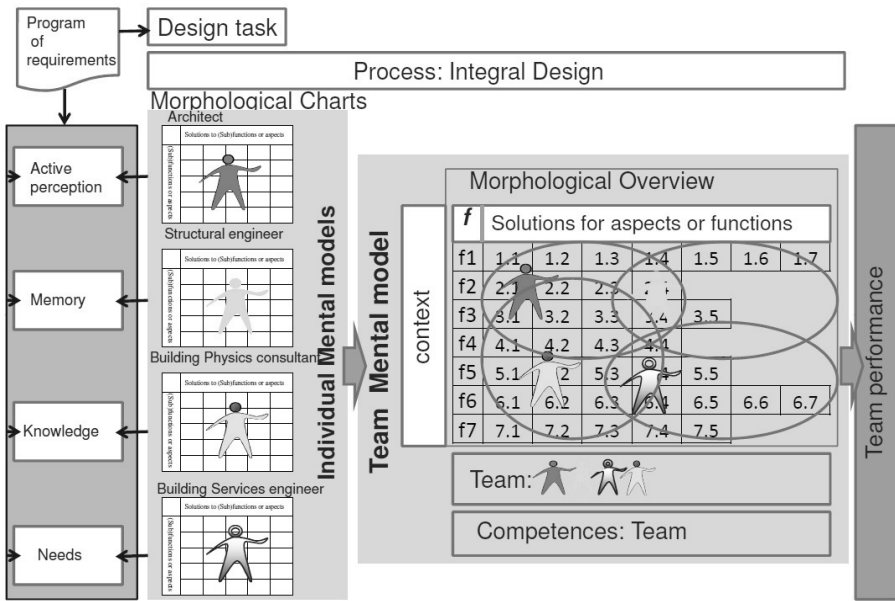 Program
of
requirements
Design task
Process: Integral Design
Morphological Charts
Architect
Solutions to (Sub)functions or aspects
(Sub)functions or aspects
Active
perception
Structural engineer
Solutions to (Sub)functions or aspects
(Sub)functions or aspects
Memory
Building Physics consultant
Solutions to (Sub)functions or aspects
(Sub)functions or aspects
Knowledge
Building Services engineer
Solutions to (Sub)functions or aspects
(Sub)functions or aspects
Needs
Individual Mental models
Team Mental model
Morphological Overview
context
f Solutions for aspects or functions
f1 1.1 1.2 1.3 1.4 1.5 1.6 1.7
f2 2.1 2.2 2.3
f3 3.1 3.2 3.3 3.4 3.5
f4 4.1 4.2 4.3 4.4
f5 5.1 5.5
f6 6.1 6.2 6.3 6.4 6.5 6.6 6.7
f7 7.1 7.2 7.3 7.4 7.5
Team:
Competences: Team
Team performance